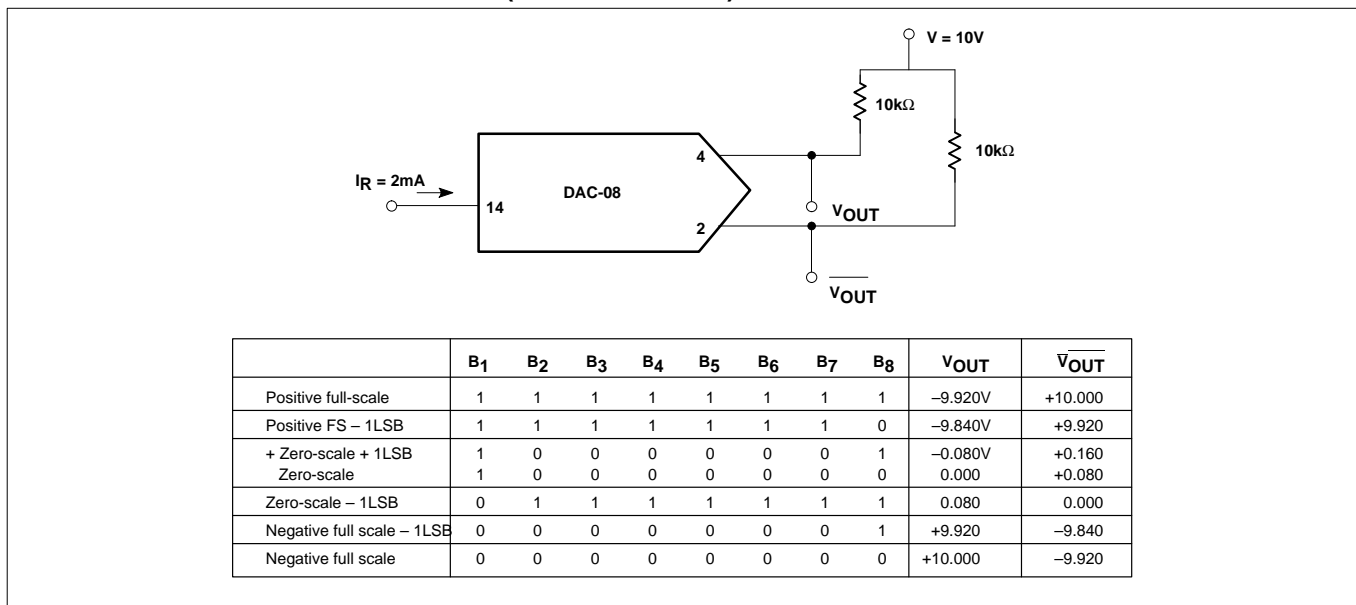 V = 10V
10kΩ
10kΩ
4
IR = 2mA
DAC-08
14
VOUT
2
VOUT
B1 B2 B3 B4 B5 B6 B7 B8 VOUT VOUT
Positive full-scale 1 1 1 1 1 1 1 1 –9.920V +10.000
Positive FS – 1LSB 1 1 1 1 1 1 1 0 –9.840V +9.920
+ Zero-scale + 1LSB 1 0 0 0 0 0 0 1 –0.080V +0.160
Zero-scale 1 0 0 0 0 0 0 0 0.000 +0.080
Zero-scale – 1LSB 0 1 1 1 1 1 1 1 0.080 0.000
Negative full scale – 1LSB 0 0 0 0 0 0 0 1 +9.920 –9.840
Negative full scale 0 0 0 0 0 0 0 0 +10.000 –9.920